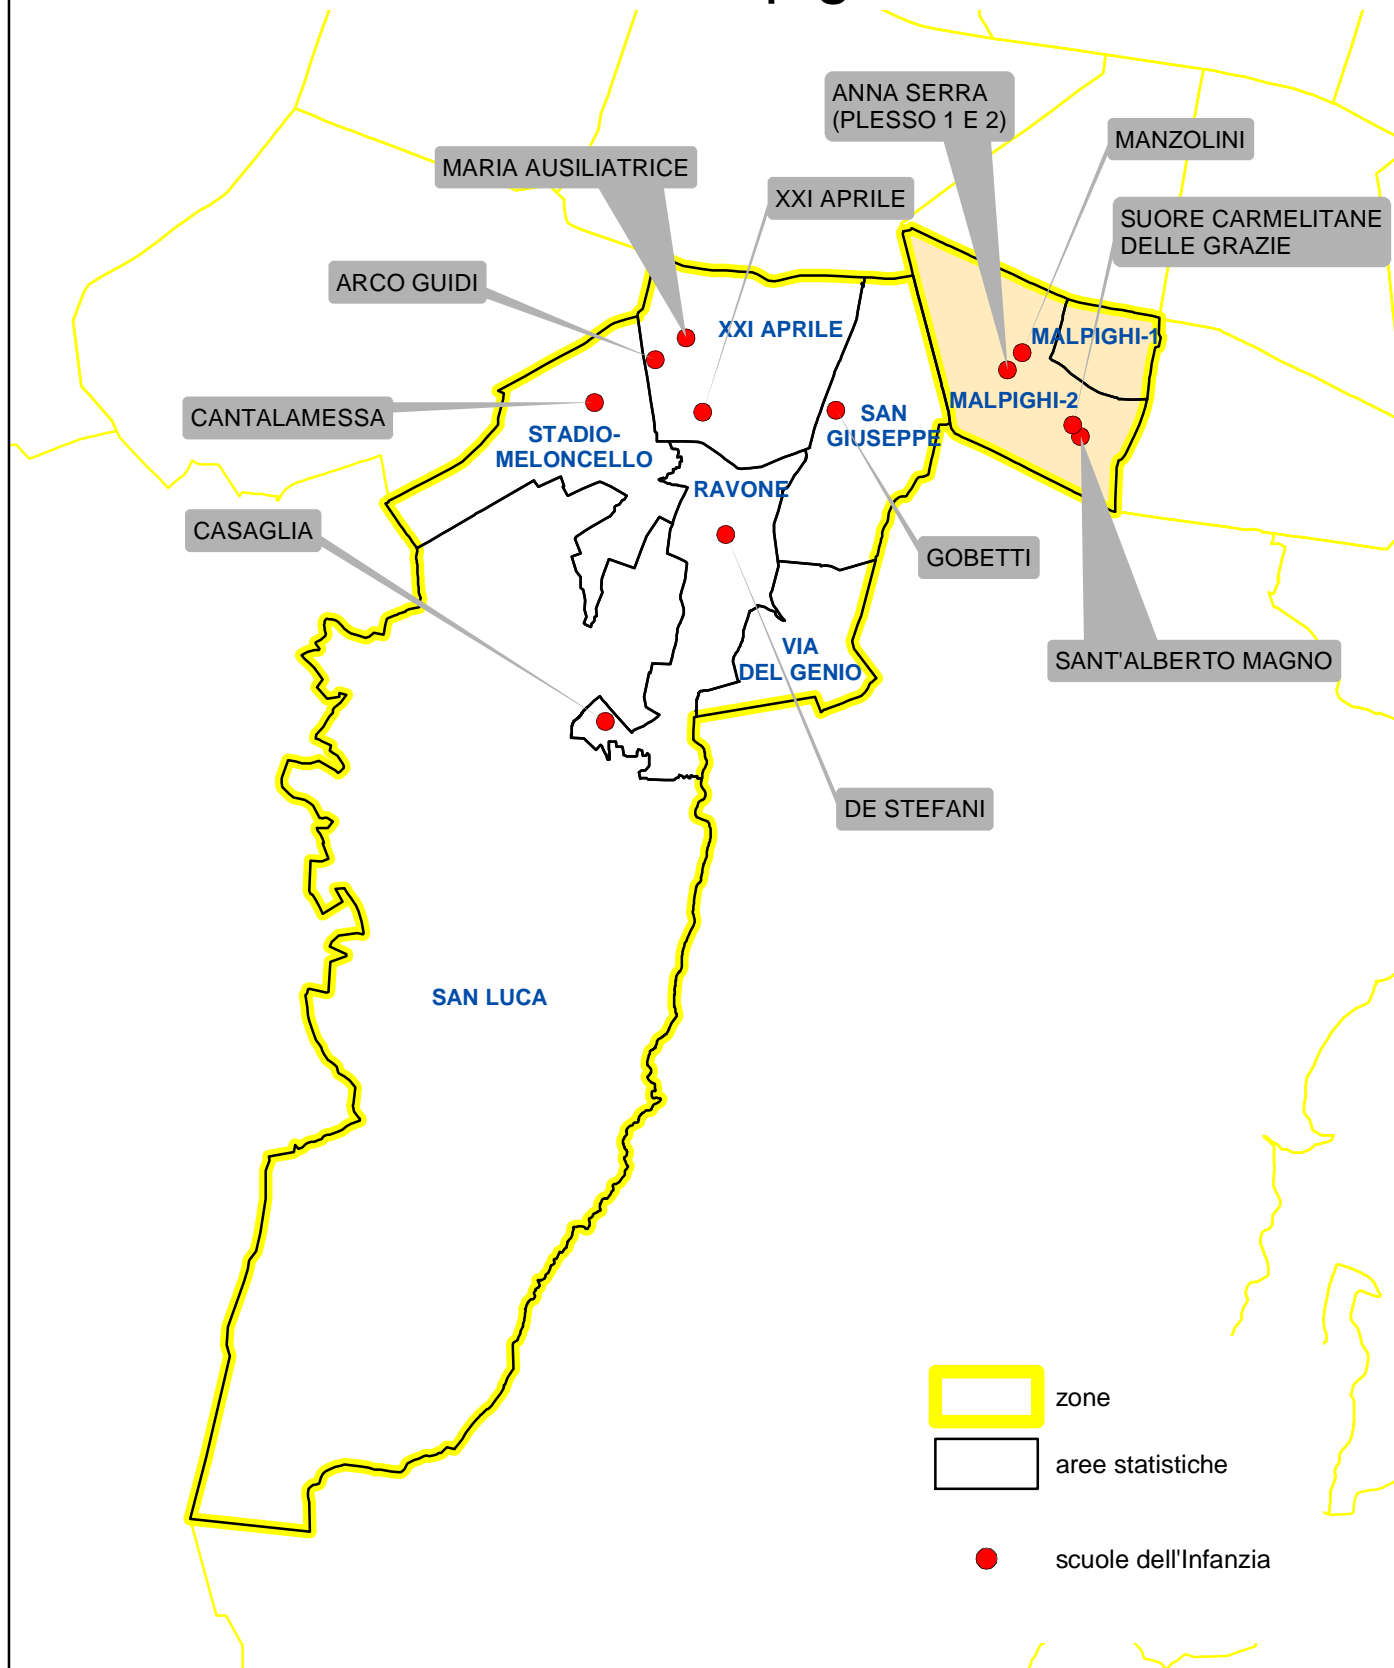 ANNA SERRA
(PLESSO 1 E 2)
MANZOLINI
MARIA AUSILIATRICE
XXI APRILE
SUORE CARMELITANE
DELLE GRAZIE
ARCO GUIDI
XXI APRILE
MALPIGHI-1
CANTALAMESSA
MALPIGHI-2
SAN
GIUSEPPE
STADIO-
MELONCELLO
RAVONE
CASAGLIA
GOBETTI
VIA
DEL GENIO
SANT'ALBERTO MAGNO
DE STEFANI
SAN LUCA
zone
aree statistiche
scuole dell'Infanzia